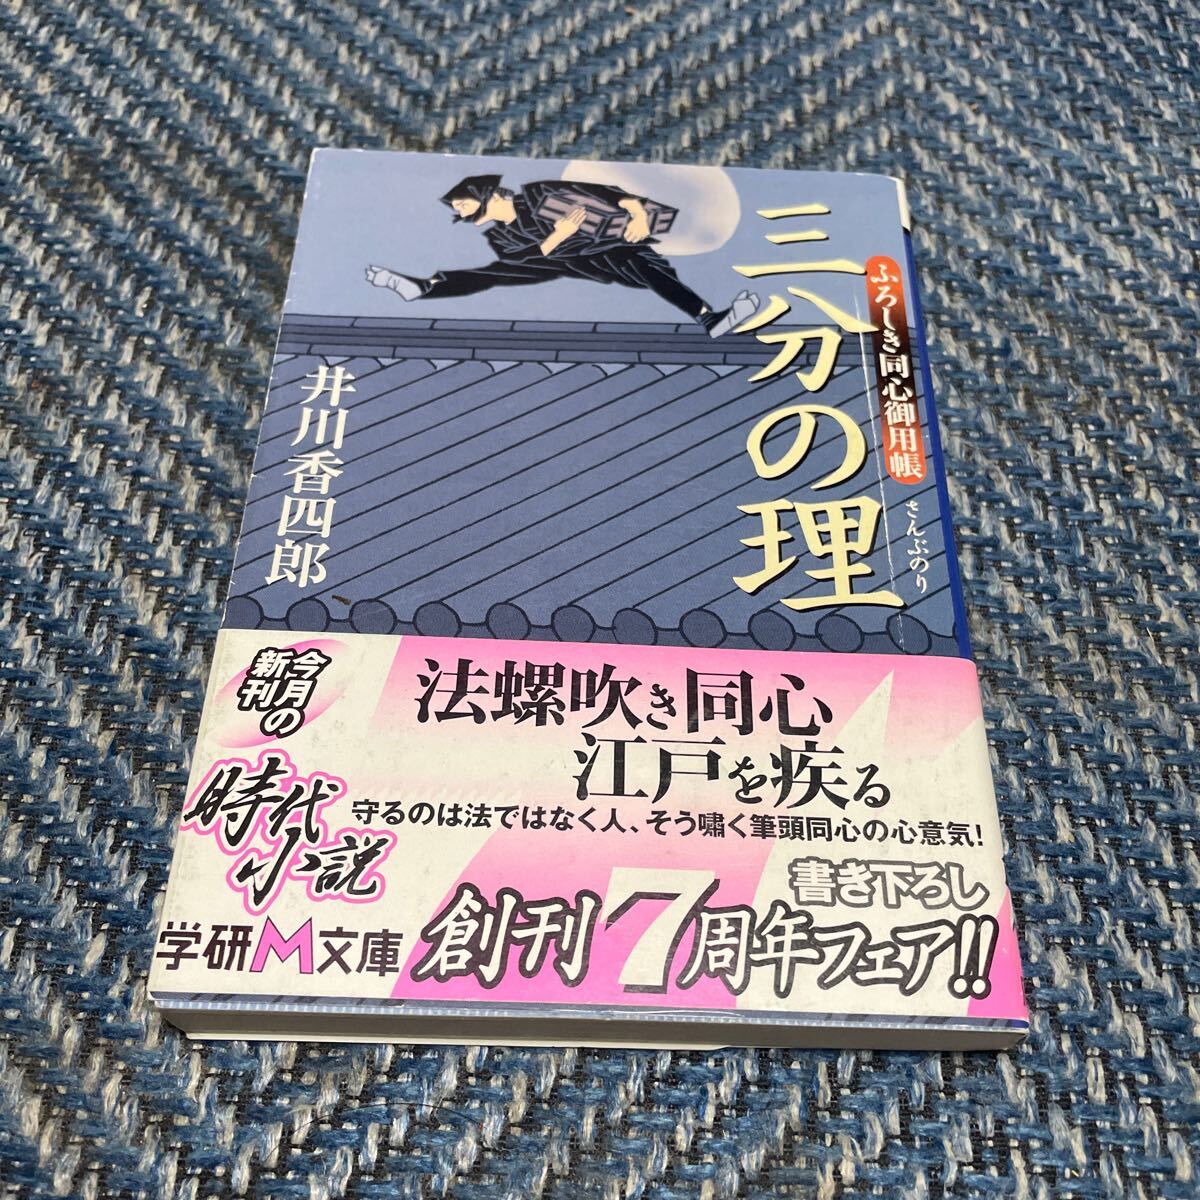 ふろしき同心御用帳
三分の理
さんぶのり
井川香四郎
今月の
新刊
時代
小説
法螺吹き同心
江戸を疾る
守るのは法ではなく人、そう嘯く筆頭同心の心意気!
書き下ろし
学研M文庫
創刊7周年フェア!!